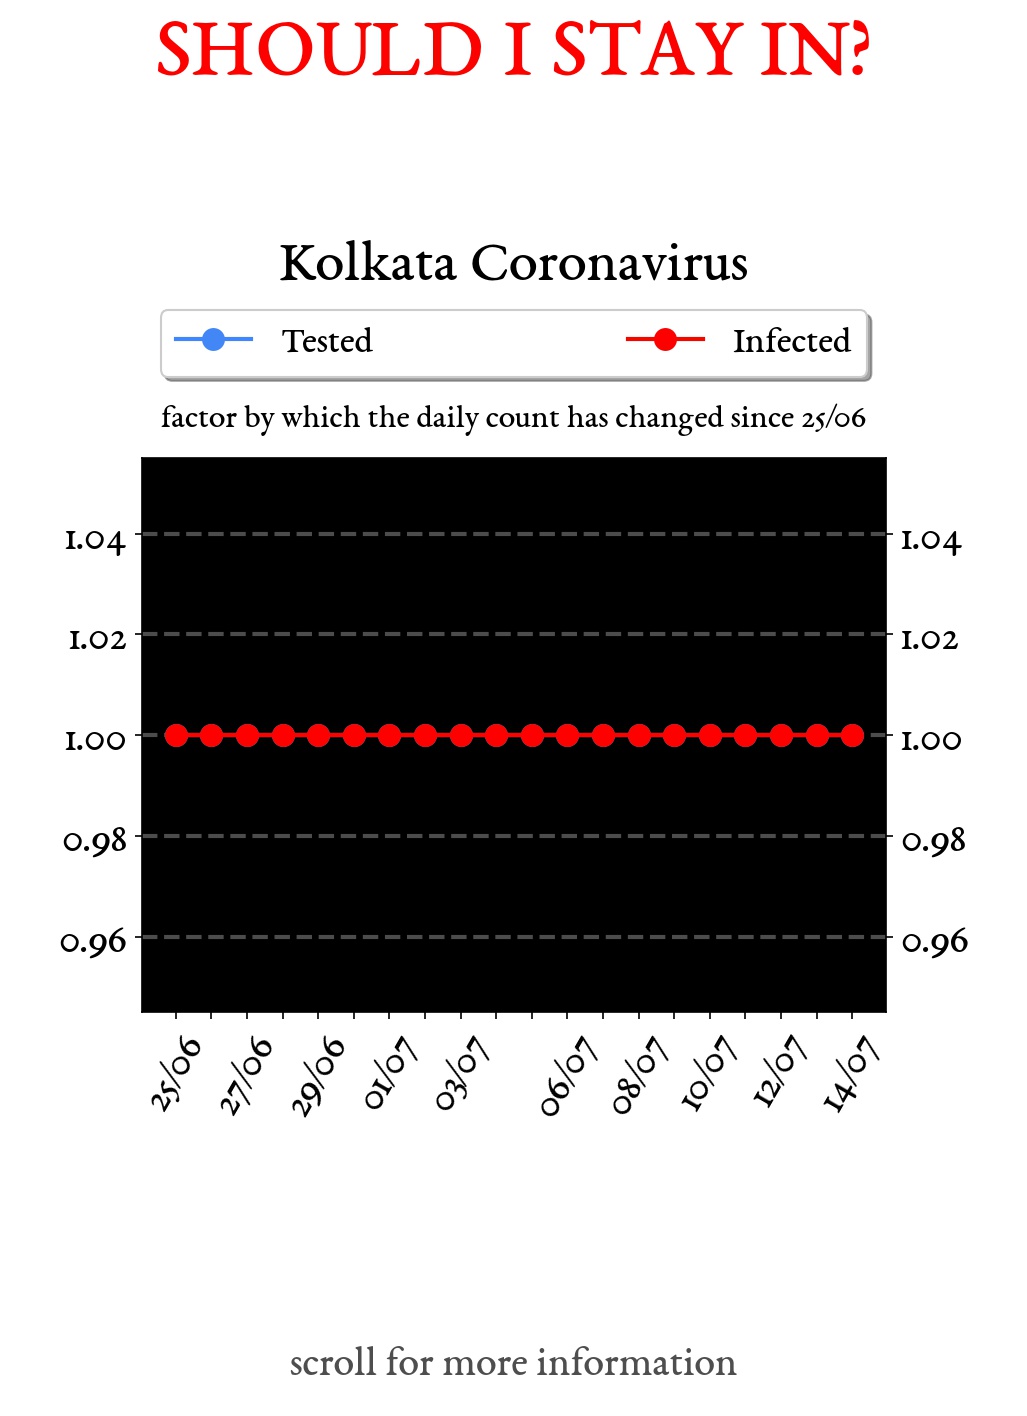 SHOULD I STAY IN?
Kolkata Coronavirus
Tested Infected
factor by which the daily count has changed since 25/06
1.04 1.04
1.02 1.02
1.00 1.00
0.98 0.98
0.96 0.96
25/06 27/06 29/06 01/07 03/07 06/07 08/07 10/07 12/07 14/07
scroll for more information